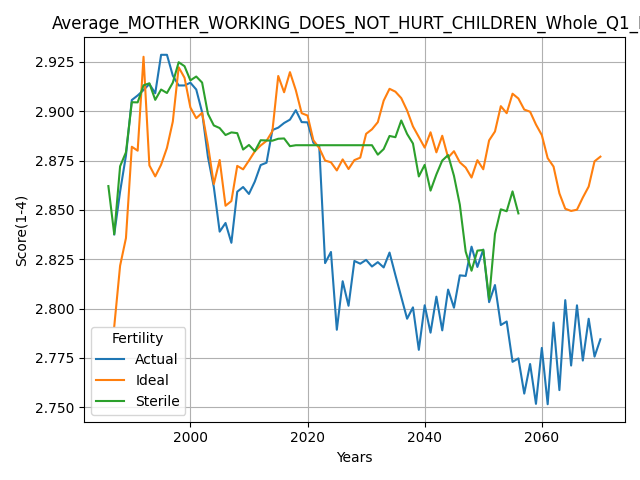 Average_MOTHER_WORKING_DOES_NOT_HURT_CHILDREN_Whole_Q1_
Score(1-4)
2.925
2.900
2.875
2.850
2.825
2.800
2.775
2.750
Fertility
Actual
Ideal
Sterile
2000
2020
2040
2060
Years